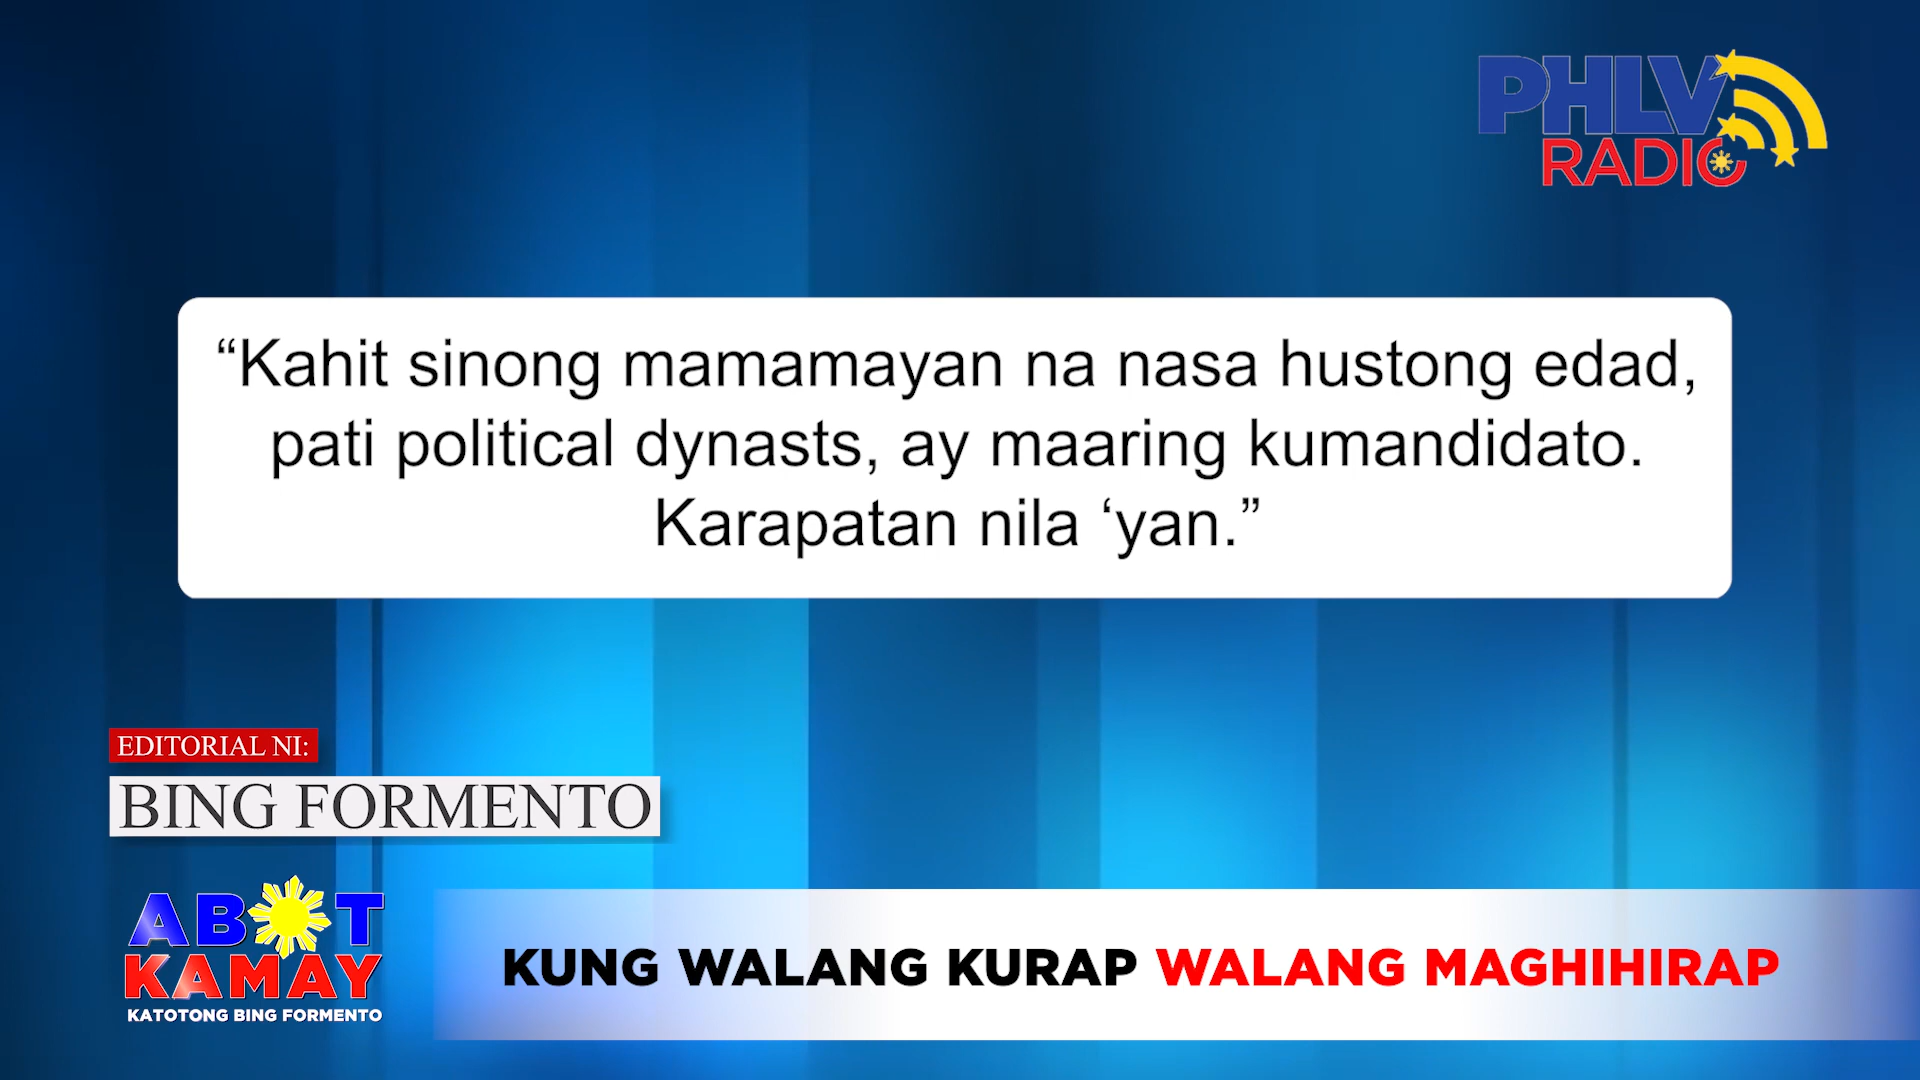 PHLV
RADIO
“Kahit sinong mamamayan na nasa hustong edad,
pati political dynasts, ay maaring kumandidato.
Karapatan nila ‘yan.”
EDITORIAL NI:
BING FORMENTO
ABOT
KAMAY
KATOTONG BING FORMENTO
KUNG WALANG KURAP WALANG MAGHIHIRAP